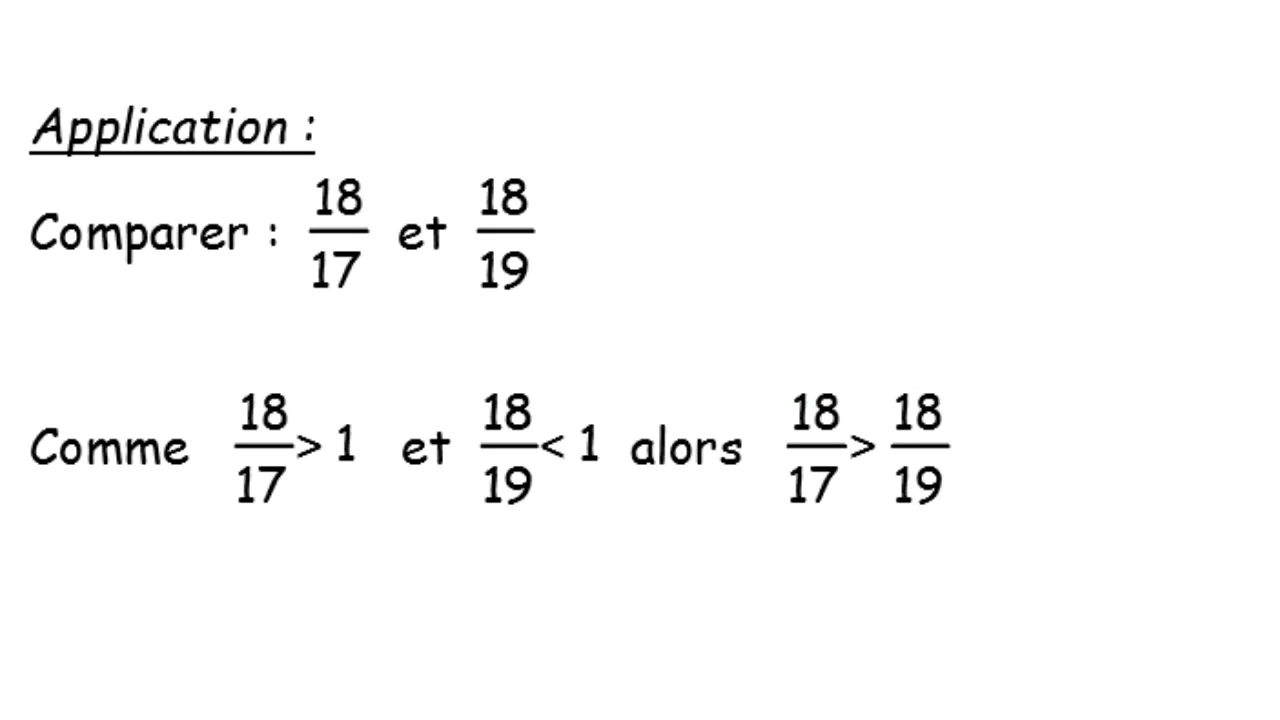 Application :
Comparer : 18/17 et 18/19
Comme 18/17 > 1 et 18/19 < 1 alors 18/17 > 18/19